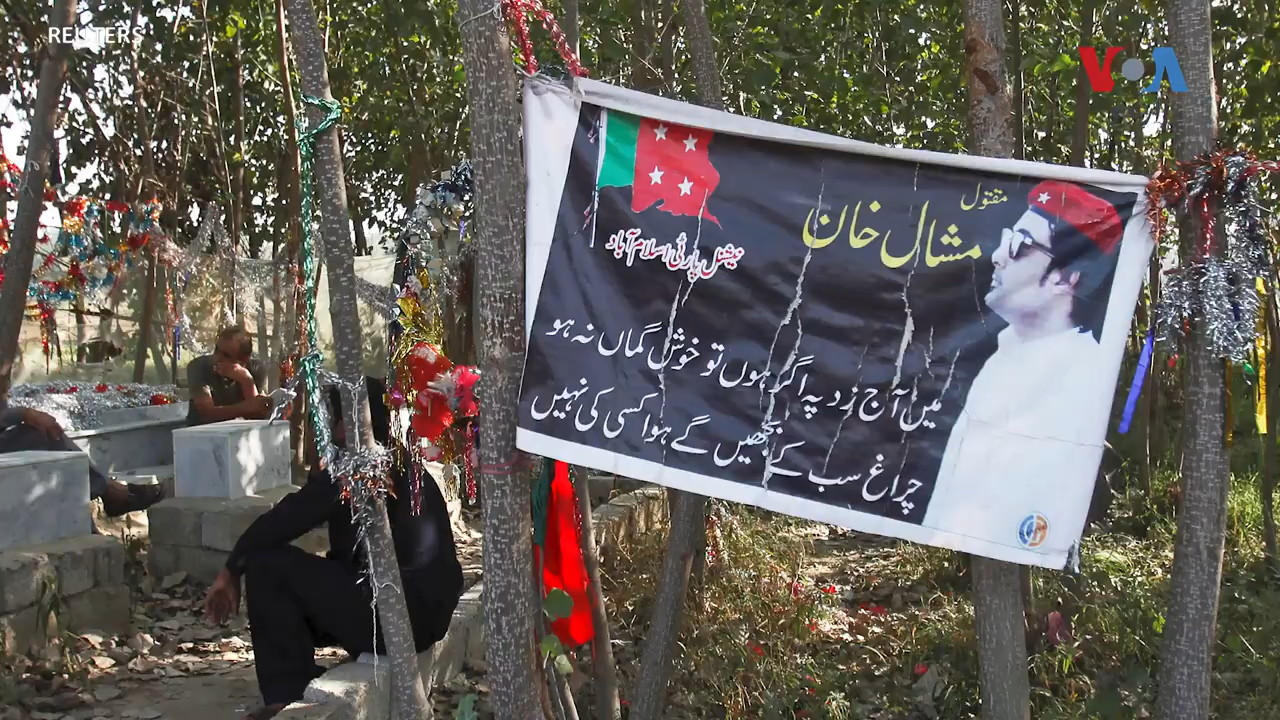 REUTERS
VOA
مقتول
مشال خان
نیشنل پارٹی اسلام آباد
میں آج زد پہ اگر ہوں تو خوش گماں نہ ہو
چراغ سب کے بجھیں گے ہوا کسی کی نہیں